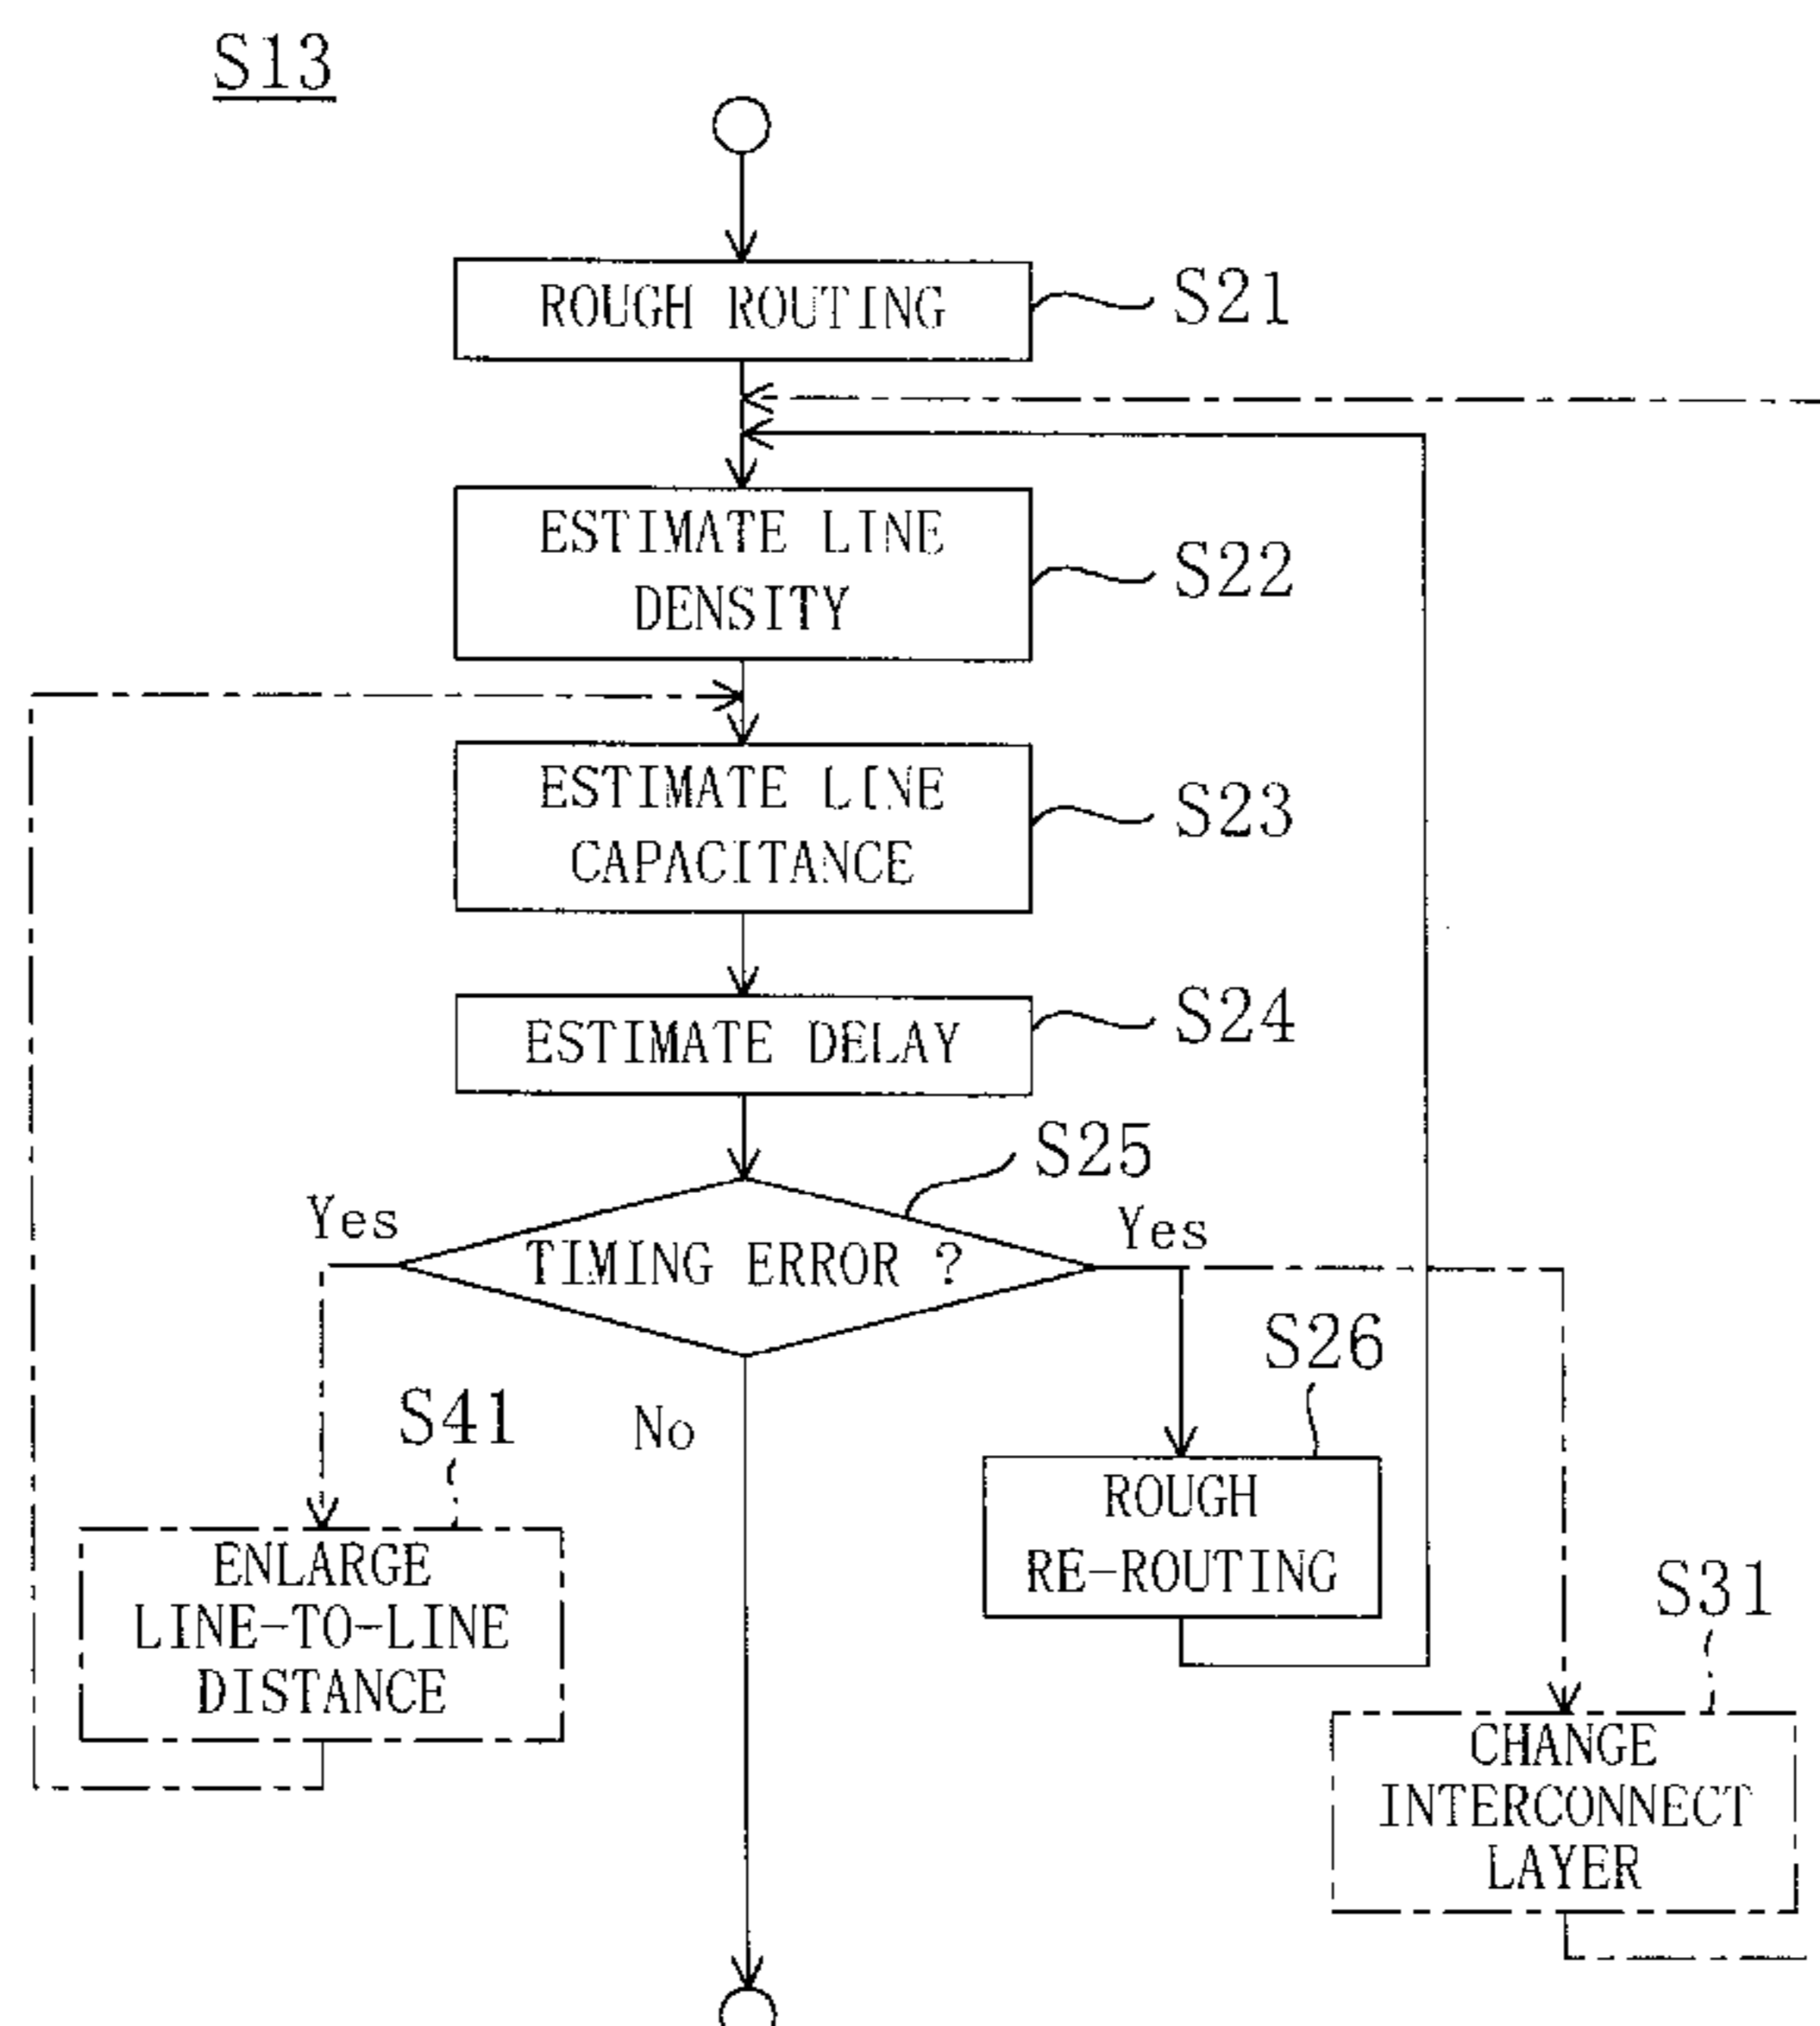 S13
ROUGH ROUTING
S21
ESTIMATE LINE
DENSITY
S22
ESTIMATE LINE
CAPACITANCE
S23
ESTIMATE DELAY
S24
S25
Yes
TIMING ERROR ?
Yes
S26
S41
No
ROUGH
RE-ROUTING
ENLARGE
LINE-TO-LINE
DISTANCE
S31
CHANGE
INTERCONNECT
LAYER